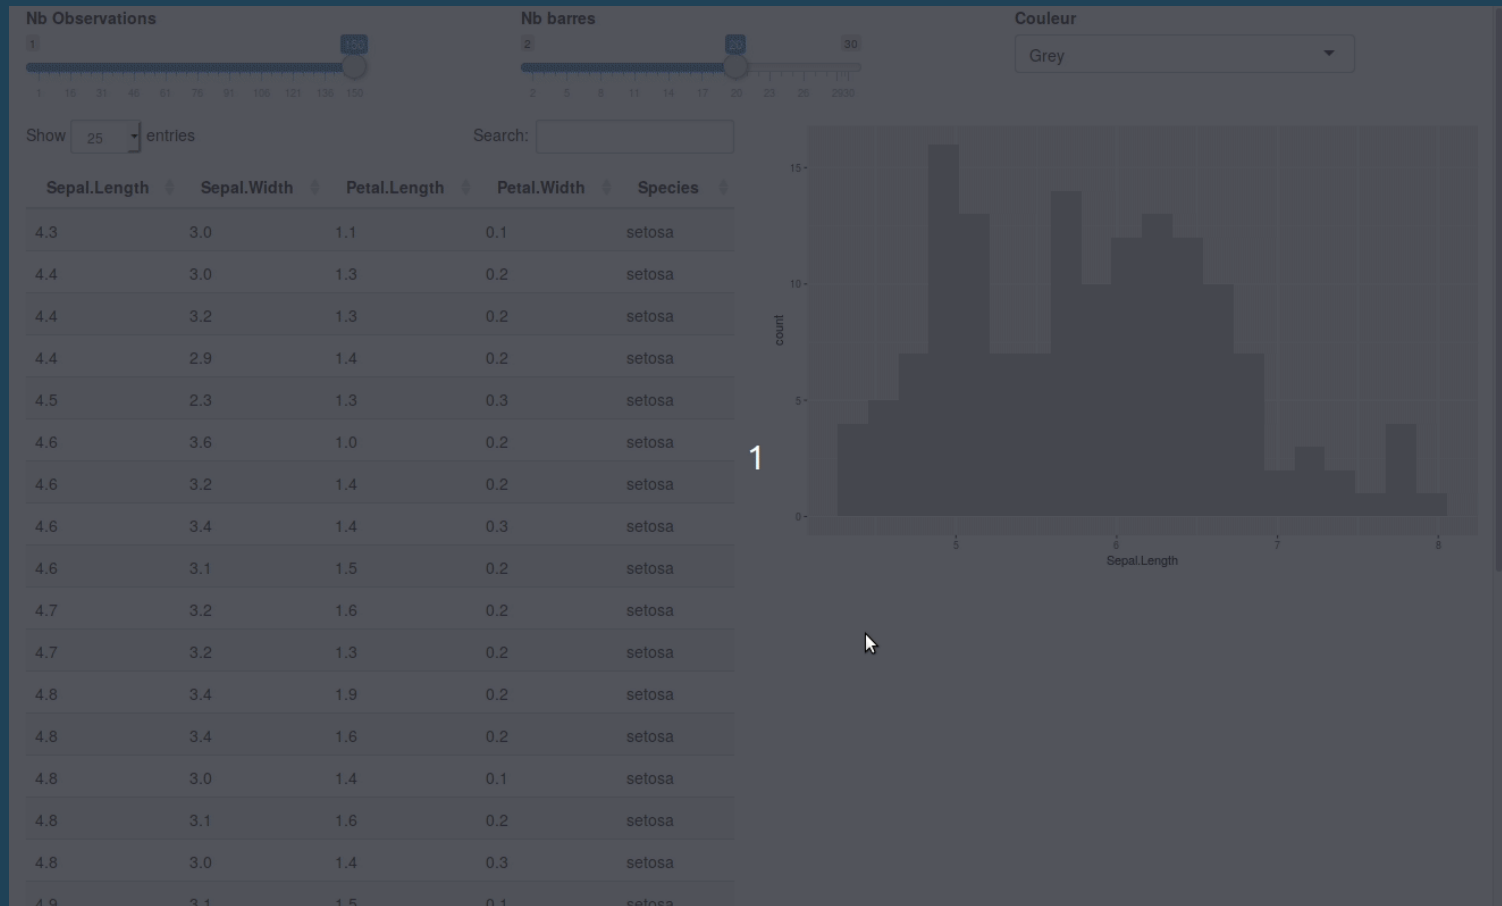 Nb Observations
Nb barres
Couleur
1 150
2 20 30
Grey
1 16 31 46 61 76 91 106 121 136 150
2 5 8 11 14 17 20 23 26 2930
Show 25 entries
Search:
Sepal.Length Sepal.Width Petal.Length Petal.Width Species
4.3 3.0 1.1 0.1 setosa
4.4 3.0 1.3 0.2 setosa
4.4 3.2 1.3 0.2 setosa
4.4 2.9 1.4 0.2 setosa
4.5 2.3 1.3 0.3 setosa
4.6 3.6 1.0 0.2 setosa
4.6 3.2 1.4 0.2 setosa
4.6 3.4 1.4 0.3 setosa
4.6 3.1 1.5 0.2 setosa
4.7 3.2 1.6 0.2 setosa
4.7 3.2 1.3 0.2 setosa
4.8 3.4 1.9 0.2 setosa
4.8 3.4 1.6 0.2 setosa
4.8 3.0 1.4 0.1 setosa
4.8 3.1 1.6 0.2 setosa
4.8 3.0 1.4 0.3 setosa
4.9 3.1 1.5 0.1 setosa
1
15
10
5
0
count
5 6 7 8
Sepal.Length